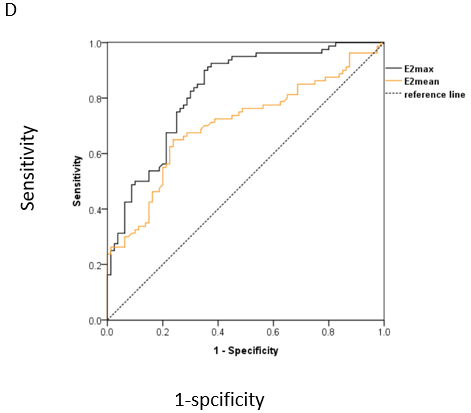 D
1.0
0.8
0.6
0.4
0.2
0.0
Sensitivity
Sensitivity
E2max
E2mean
reference line
0.0 0.2 0.4 0.6 0.8 1.0
1 - Specificity
1-spcificity